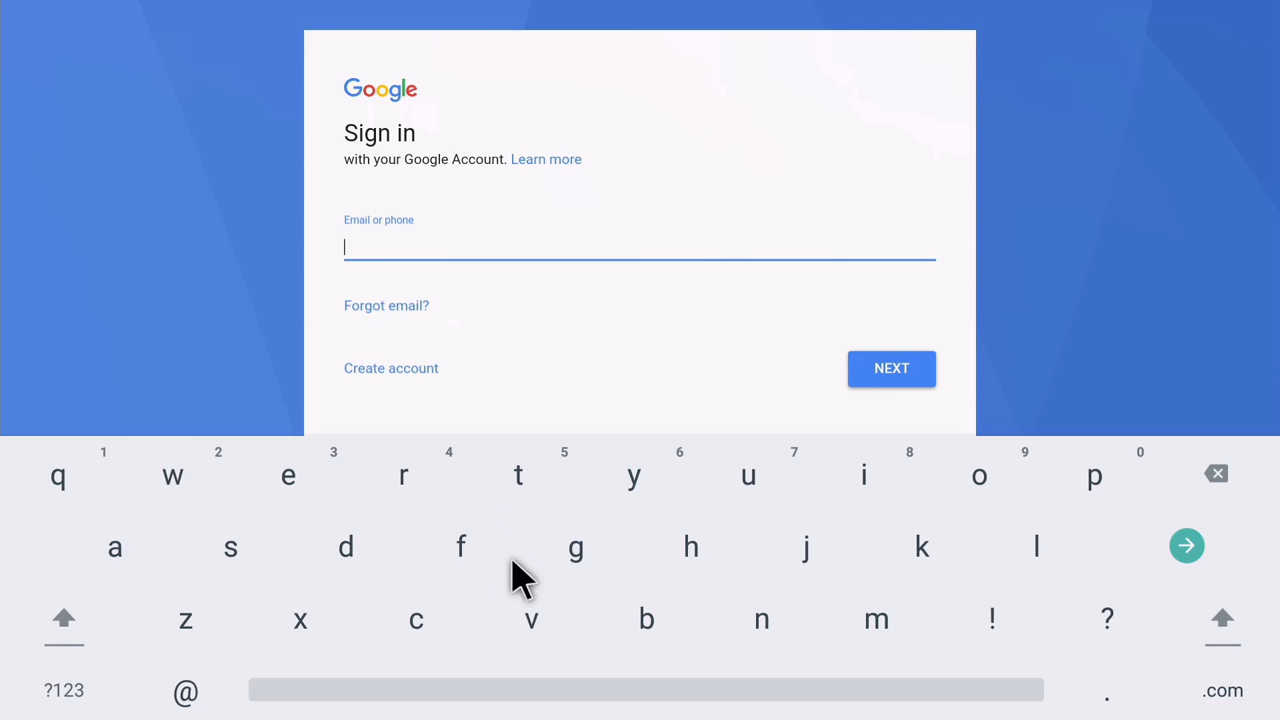 Google
Sign in
with your Google Account. Learn more
Email or phone
Forgot email?
Create account
NEXT
1 2 3 4 5 6 7 8 9 0
q w e r t y u i o p
a s d f g h j k l
z x c v b n m ! ?
?123 @ . .com